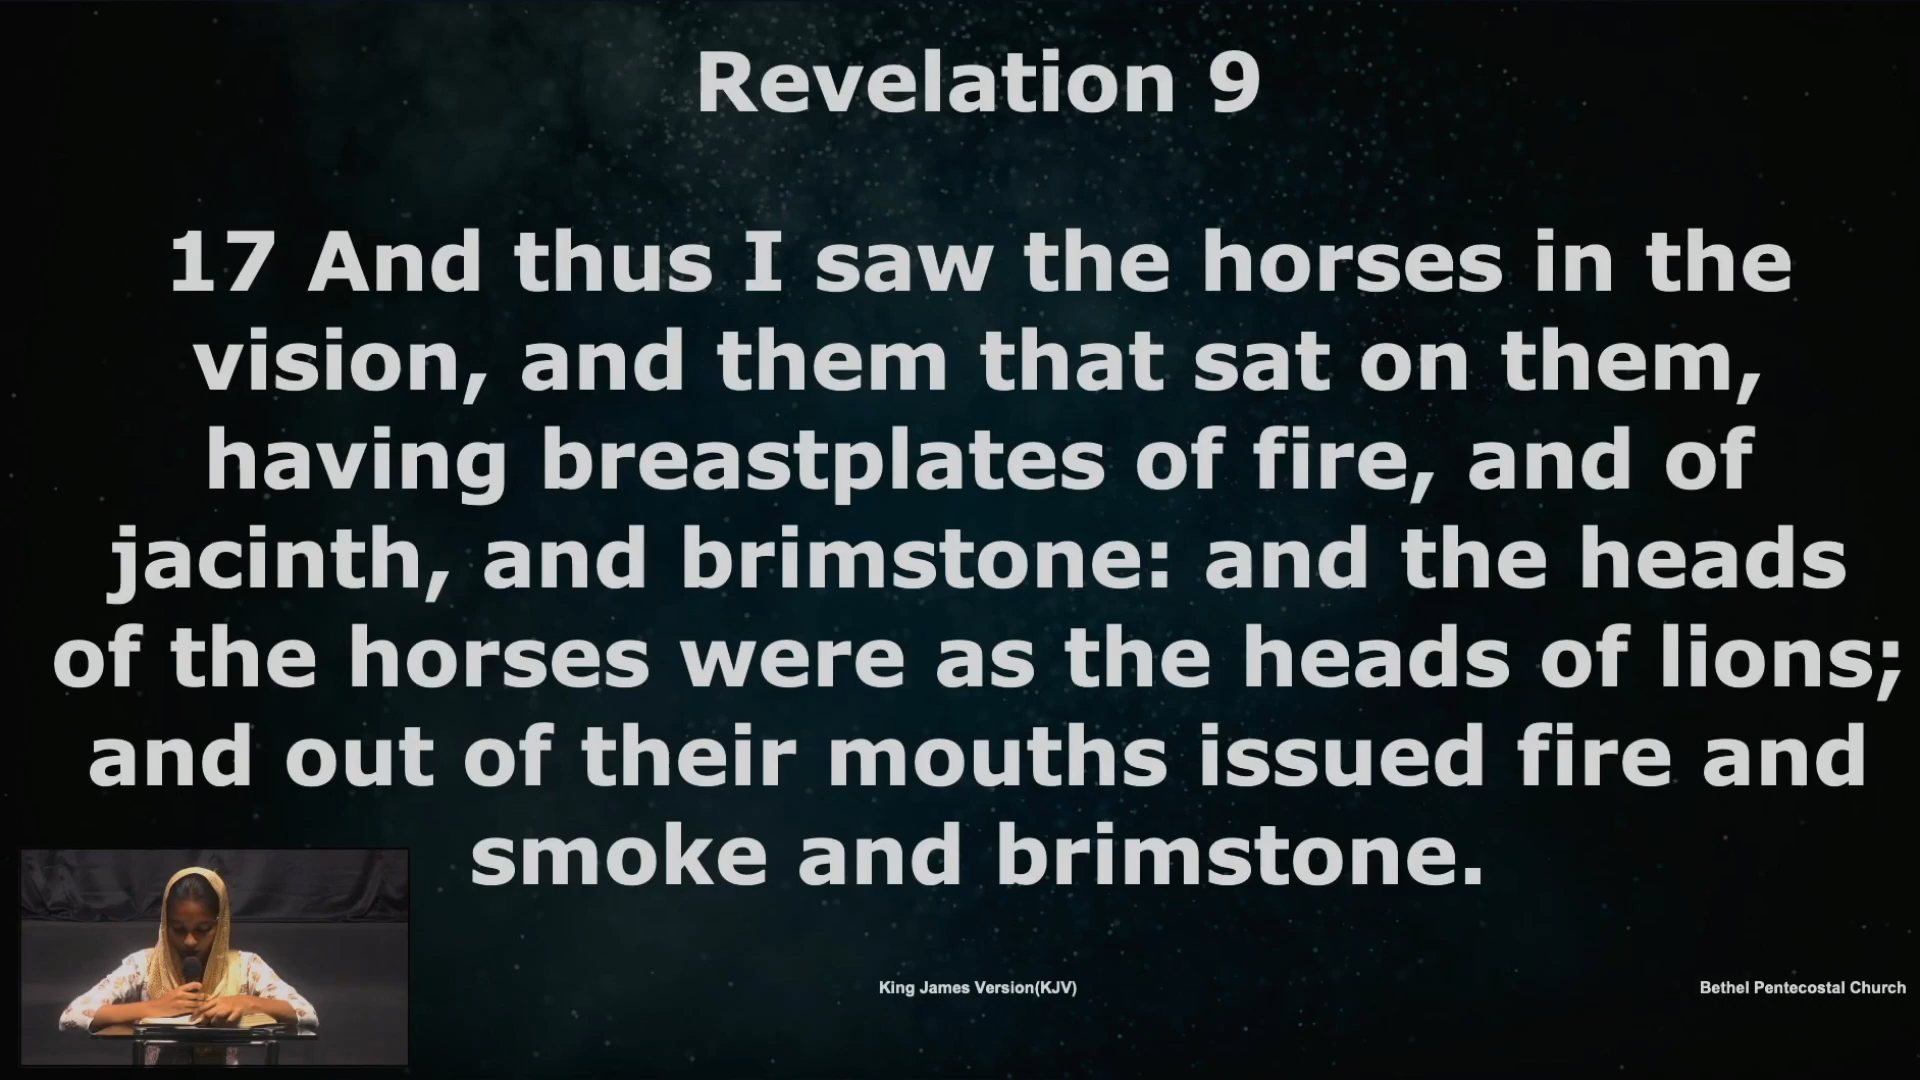 Revelation 9
17 And thus I saw the horses in the
vision, and them that sat on them,
having breastplates of fire, and of
jacinth, and brimstone: and the heads
of the horses were as the heads of lions;
and out of their mouths issued fire and
smoke and brimstone.
King James Version(KJV)
Bethel Pentecostal Church